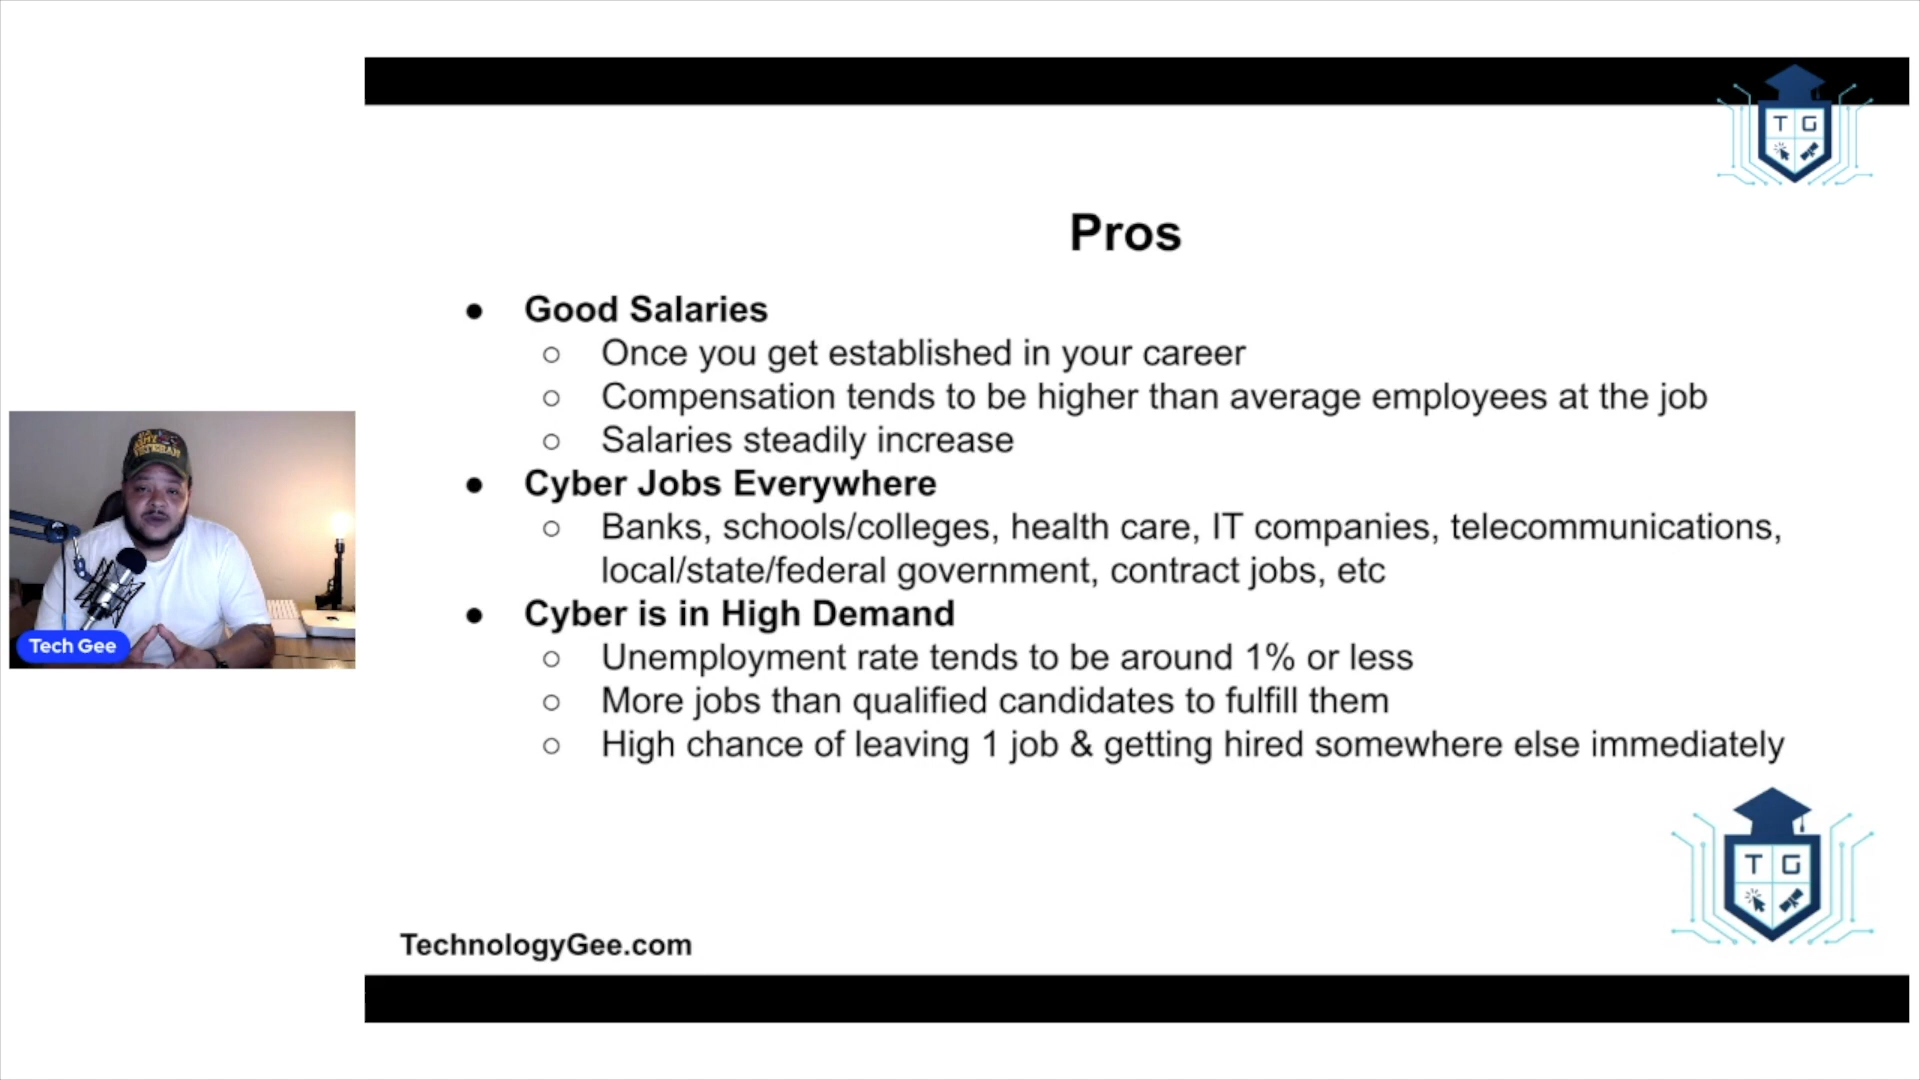 T G
Pros
● Good Salaries
○ Once you get established in your career
○ Compensation tends to be higher than average employees at the job
○ Salaries steadily increase
● Cyber Jobs Everywhere
○ Banks, schools/colleges, health care, IT companies, telecommunications,
local/state/federal government, contract jobs, etc
● Cyber is in High Demand
○ Unemployment rate tends to be around 1% or less
○ More jobs than qualified candidates to fulfill them
○ High chance of leaving 1 job & getting hired somewhere else immediately
ARMY
VETERAN
Tech Gee
T G
TechnologyGee.com